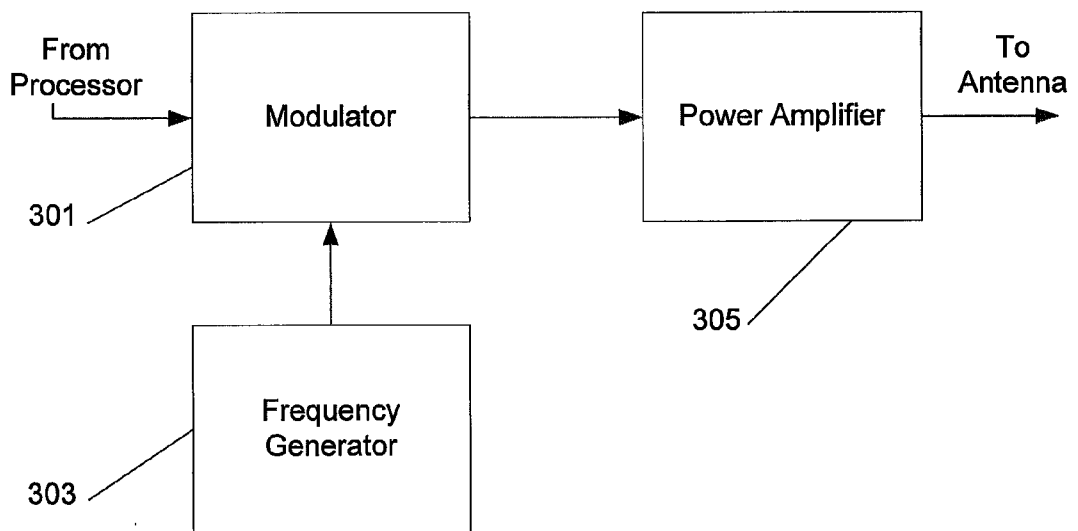 From
Processor
Modulator
Power Amplifier
To
Antenna
301
305
Frequency
Generator
303